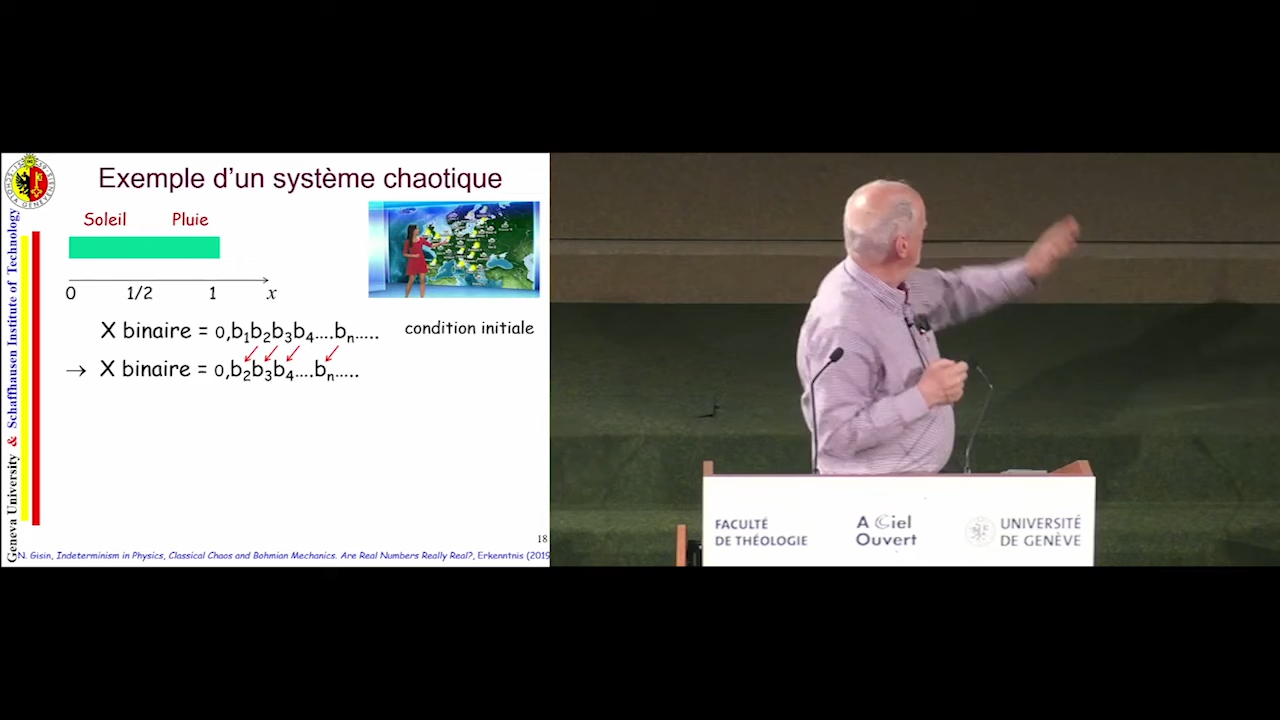 Exemple d’un système chaotique
Soleil Pluie
0 1/2 1 x
X binaire = 0,b1b2b3b4....bn..... condition initiale
→ X binaire = 0,b2b3b4....bn.....
Geneva University & Schaffhausen Institute of Technology
18
N. Gisin, Indeterminism in Physics, Classical Chaos and Bohmian Mechanics. Are Real Numbers Really Real?, Erkenntnis (2019
FACULTÉ
DE THÉOLOGIE
A Ciel
Ouvert
UNIVERSITÉ
DE GENÈVE